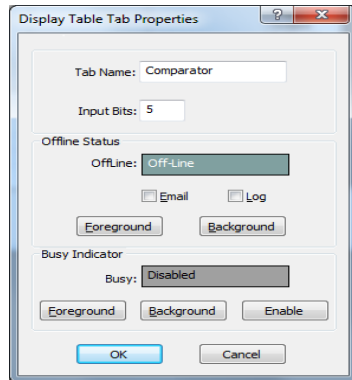 Display Table Tab Properties
Tab Name: Comparator
Input Bits: 5
Offline Status
OffLine: Off-Line
Email Log
Foreground Background
Busy Indicator
Busy: Disabled
Foreground Background Enable
OK Cancel